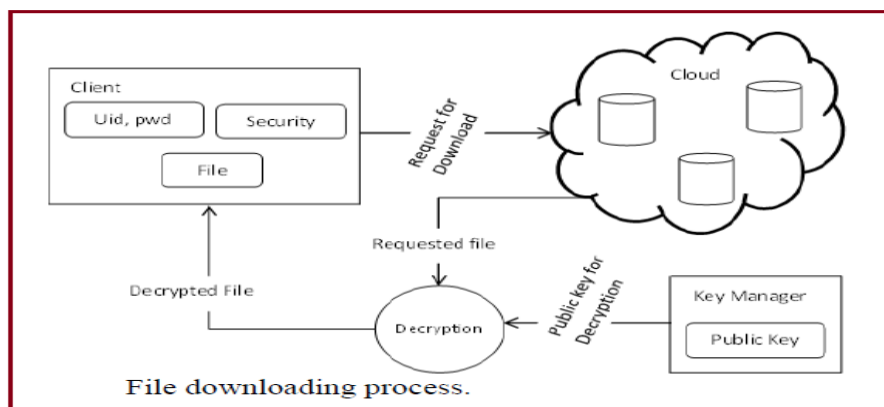 Client
Uid, pwd
Security
File
Request for
Download
Cloud
Requested file
Decrypted File
Decryption
Public key for
Decryption
Key Manager
Public Key
File downloading process.